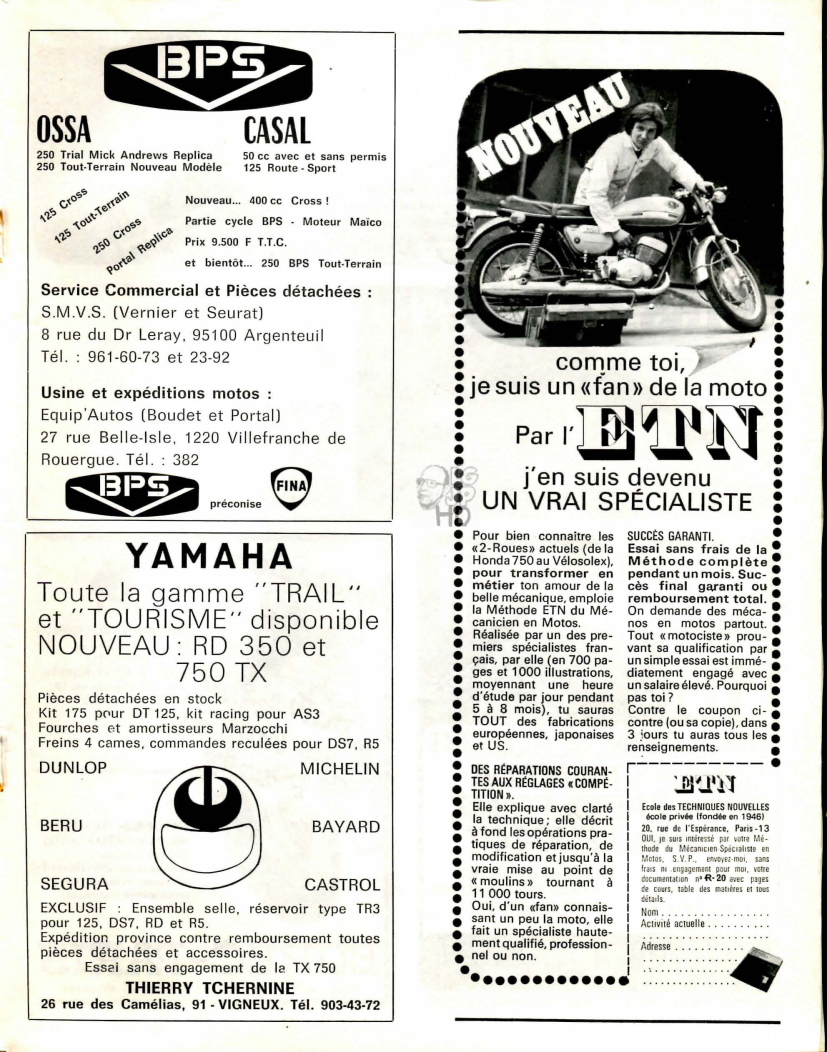 BPS
OSSA
250 Trial Mick Andrews Replica
250 Tout-Terrain Nouveau Modèle
CASAL
50 cc avec et sans permis
125 Route - Sport
125 Cross
125 Tout-Terrain
250 Cross
Portal Replica
Nouveau... 400 cc Cross !
Partie cycle BPS - Moteur Maïco
Prix 9.500 F T.T.C.
et bientôt... 250 BPS Tout-Terrain
Service Commercial et Pièces détachées :
S.M.V.S. (Vernier et Seurat)
8 rue du Dr Leray, 95100 Argenteuil
Tél. : 961-60-73 et 23-92
Usine et expéditions motos :
Equip'Autos (Boudet et Portal)
27 rue Belle-Isle, 1220 Villefranche de
Rouergue. Tél. : 382
BPS
préconise
FINA
YAMAHA
Toute la gamme "TRAIL"
et "TOURISME" disponible
NOUVEAU : RD 350 et
750 TX
Pièces détachées en stock
Kit 175 pour DT 125, kit racing pour AS3
Fourches et amortisseurs Marzocchi
Freins 4 cames, commandes reculées pour DS7, R5
DUNLOP
MICHELIN
BERU
BAYARD
SEGURA
CASTROL
EXCLUSIF : Ensemble selle, réservoir type TR3
pour 125, DS7, RD et R5.
Expédition province contre remboursement toutes
pièces détachées et accessoires.
Essai sans engagement de la TX 750
THIERRY TCHERNINE
26 rue des Camélias, 91 - VIGNEUX. Tél. 903-43-72
NOUVEAU
comme toi,
je suis un «fan» de la moto
Par l'ETN
j'en suis devenu
UN VRAI SPÉCIALISTE
Pour bien connaître les
«2-Roues» actuels (de la
Honda 750 au Vélosolex),
pour transformer en
métier ton amour de la
belle mécanique, emploie
la Méthode ETN du Mé-
canicien en Motos.
Réalisée par un des pre-
miers spécialistes fran-
çais, par elle (en 700 pa-
ges et 1000 illustrations,
moyennant une heure
d'étude par jour pendant
5 à 8 mois), tu sauras
TOUT des fabrications
européennes, japonaises
et US.
DES RÉPARATIONS COURAN-
TES AUX RÉGLAGES «COMPÉ-
TITION».
Elle explique avec clarté
la technique ; elle décrit
à fond les opérations pra-
tiques de réparation, de
modification et jusqu'à la
vraie mise au point de
«moulins» tournant à
11 000 tours.
Oui, d'un «fan» connais-
sant un peu la moto, elle
fait un spécialiste haute-
ment qualifié, profession-
nel ou non.
SUCCÈS GARANTI.
Essai sans frais de la
Méthode complète
pendant un mois. Suc-
cès final garanti ou
remboursement total.
On demande des méca-
nos en motos partout.
Tout «motociste» prou-
vant sa qualification par
un simple essai est immé-
diatement engagé avec
un salaire élevé. Pourquoi
pas toi ?
Contre le coupon ci-
contre (ou sa copie), dans
3 jours tu auras tous les
renseignements.
ETN
Ecole des TECHNIQUES NOUVELLES
école privée (fondée en 1946)
20, rue de l'Espérance, Paris-13
OUI, je suis intéressé par votre Mé-
thode du Mécanicien-Spécialiste en
Motos, S.V.P., envoyez-moi, sans
frais ni engagement pour moi, votre
documentation n° R-20 avec pages
de cours, table des matières et tous
détails.
Nom . . . . . . . . . . . . . . . .
Activité actuelle . . . . . . . . .
Adresse . . . . . . . . . . .